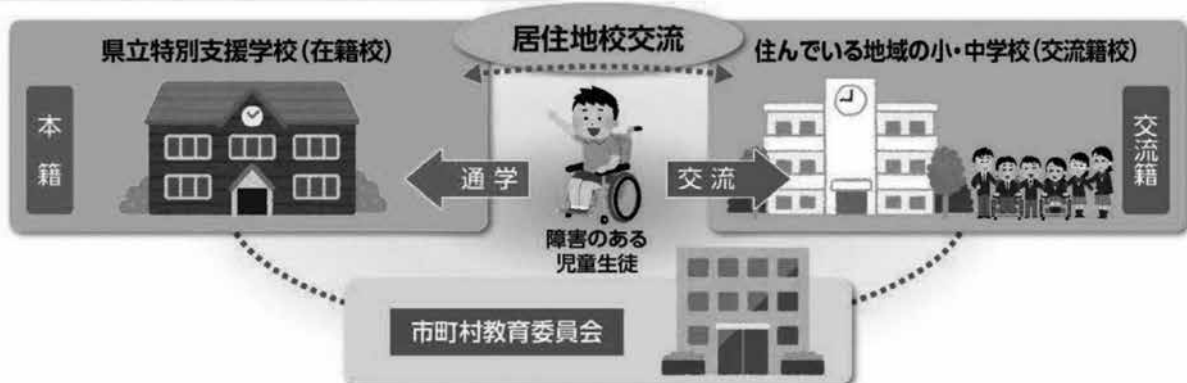 居住地校交流
県立特別支援学校（在籍校）
住んでいる地域の小・中学校（交流籍校）
本籍
通学
交流
交流籍
障害のある
児童生徒
市町村教育委員会